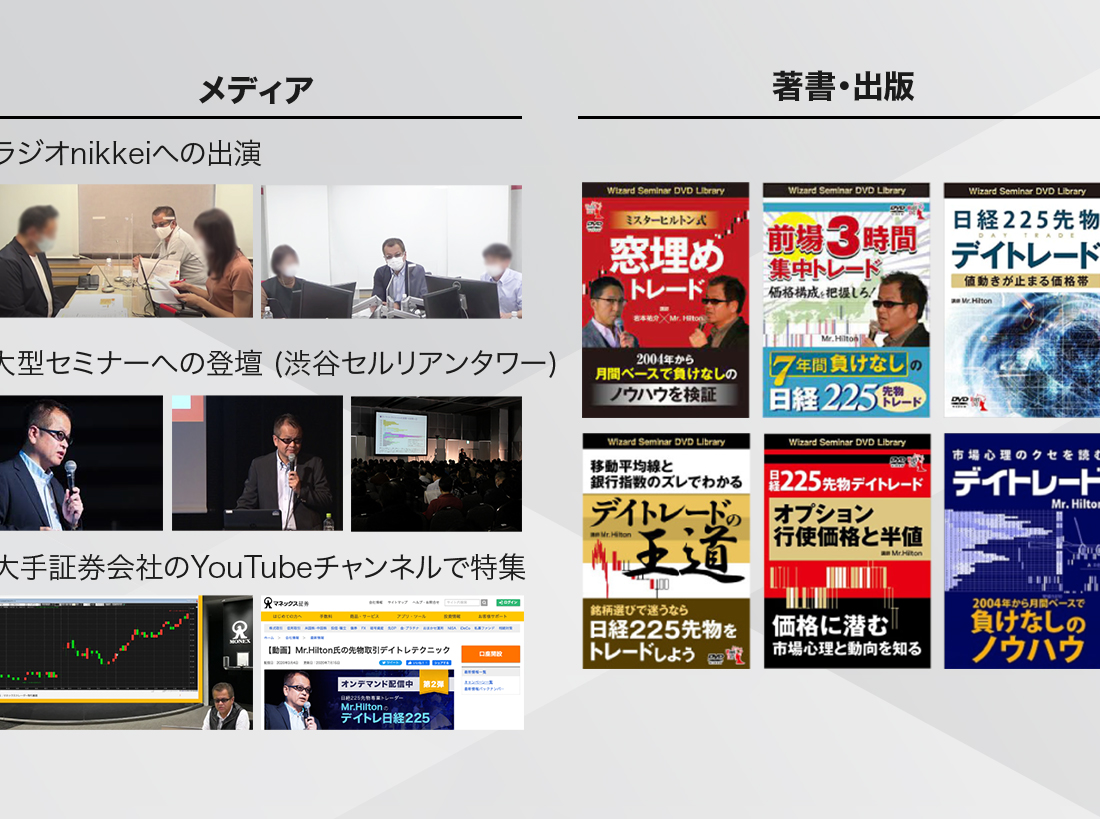 メディア
ラジオnikkeiへの出演
大型セミナーへの登壇 (渋谷セルリアンタワー)
大手証券会社のYouTubeチャンネルで特集
MONEX
マネックス証券
ログイン
はじめての方へ
【動画】Mr.Hilton氏の先物取引デイトレテクニック
口座開設
オンデマンド配信中
第2弾
日経225先物専業トレーダー
Mr.Hiltonの
デイトレ日経225
著書・出版
Wizard Seminar DVD Library
ミスターヒルトン式
窓埋め
トレード
岩本祐介×Mr. Hilton
2004年から
月間ベースで負けなしの
ノウハウを検証
Wizard Seminar DVD Library
前場3時間
集中トレード
価格構成を把握しろ!
Mr.Hilton
7年間負けなしの
日経225先物トレード
Wizard Seminar DVD Library
日経225先物
DAY TRADE
デイトレード
値動きが止まる価格帯
講師 Mr.Hilton
DVD
Wizard Seminar DVD Library
移動平均線と
銀行指数のズレでわかる
デイトレードの
講師 Mr.Hilton
王道
銘柄選びで迷うなら
日経225先物を
トレードしよう
Wizard Seminar DVD Library
日経225先物デイトレード
オプション
行使価格と半値
講師 Mr.Hilton
価格に潜む
市場心理と動向を知る
市場心理のクセを読む
デイトレード
Mr. Hilton
2004年から月間ベースで
負けなしの
ノウハウ